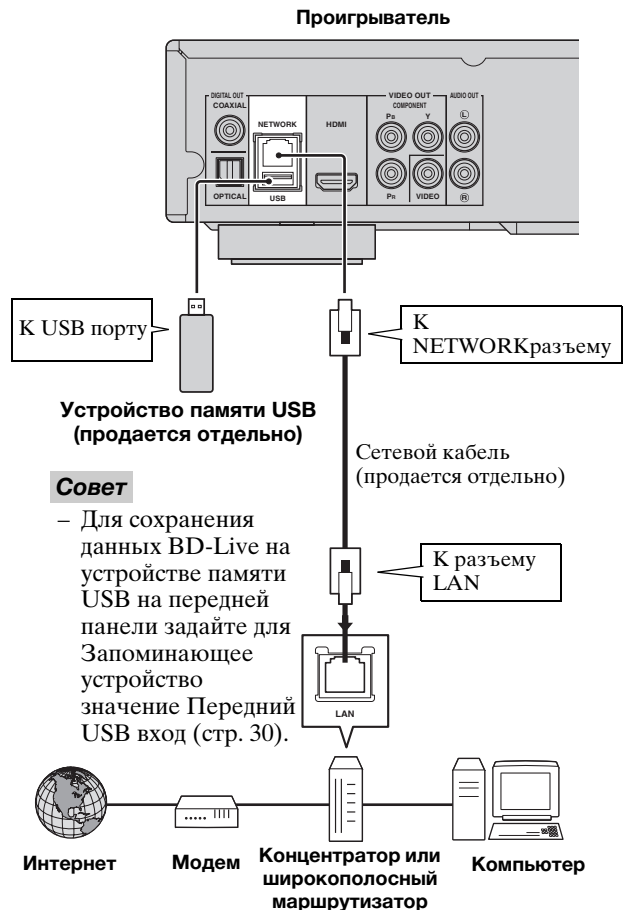 Проигрыватель
DIGITAL OUT
COAXIAL
OPTICAL
NETWORK
USB
HDMI
VIDEO OUT
COMPONENT
PB
Y
PR
VIDEO
AUDIO OUT
L
R
К USB порту
К
NETWORKразъему
Устройство памяти USB
(продается отдельно)
Сетевой кабель
(продается отдельно)
Совет
– Для сохранения
данных BD-Live на
устройстве памяти
USB на передней
панели задайте для
Запоминающее
устройство
значение Передний
USB вход (стр. 30).
К разъему
LAN
LAN
Интернет
Модем
Концентратор или
широкополосный
маршрутизатор
Компьютер